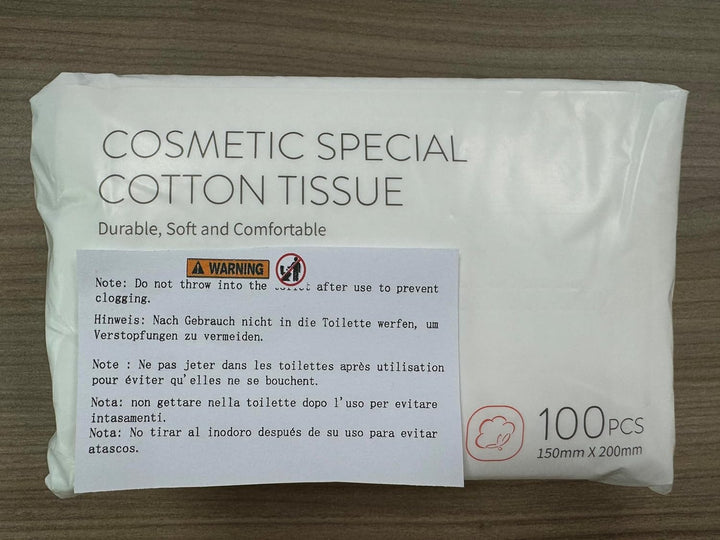 COSMETIC SPECIAL
COTTON TISSUE
Durable, Soft and Comfortable
WARNING
Note: Do not throw into the after use to prevent
clogging.
Hinweis: Nach Gebrauch nicht in die Toilette werfen, um
Verstopfungen zu vermeiden.
Note : Ne pas jeter dans les toilettes après utilisation
pour éviter qu'elles ne se bouchent.
Nota: non gettare nella toilette dopo l'uso per evitare
intasamenti.
Nota: No tirar al inodoro después de su uso para evitar
atascos.
100PCS
150mm X 200mm